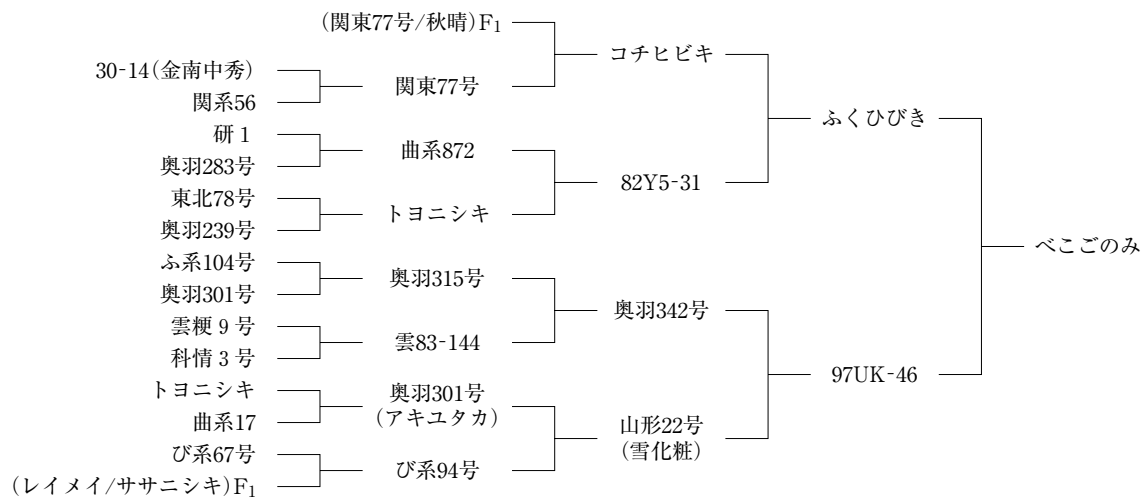 (関東77号/秋晴)F1
コチヒビキ
30-14(金南中秀)
関東77号
関系56
ふくひびき
研1
曲系872
奥羽283号
82Y5-31
東北78号
トヨニシキ
奥羽239号
べこごのみ
ふ系104号
奥羽315号
奥羽301号
奥羽342号
雲粳9号
雲83-144
科情3号
97UK-46
トヨニシキ
奥羽301号
(アキユタカ)
曲系17
山形22号
(雪化粧)
び系67号
び系94号
(レイメイ/ササニシキ)F1